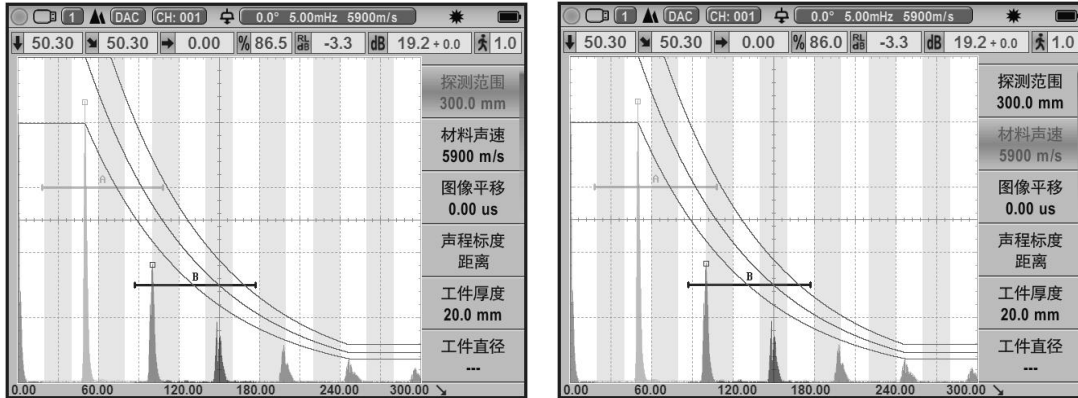 1 DAC CH: 001 0.0° 5.00mHz 5900m/s
50.30 50.30 0.00 % 86.5 RL dB -3.3 dB 19.2 + 0.0 1.0
探测范围
300.0 mm
材料声速
5900 m/s
图像平移
0.00 us
声程标度
距离
工件厚度
20.0 mm
工件直径
---
A
B
0.00 60.00 120.00 180.00 240.00 300.00
1 DAC CH: 001 0.0° 5.00mHz 5900m/s
50.30 50.30 0.00 % 86.0 RL dB -3.3 dB 19.2 + 0.0 1.0
探测范围
300.0 mm
材料声速
5900 m/s
图像平移
0.00 us
声程标度
距离
工件厚度
20.0 mm
工件直径
---
A
B
0.00 60.00 120.00 180.00 240.00 300.00